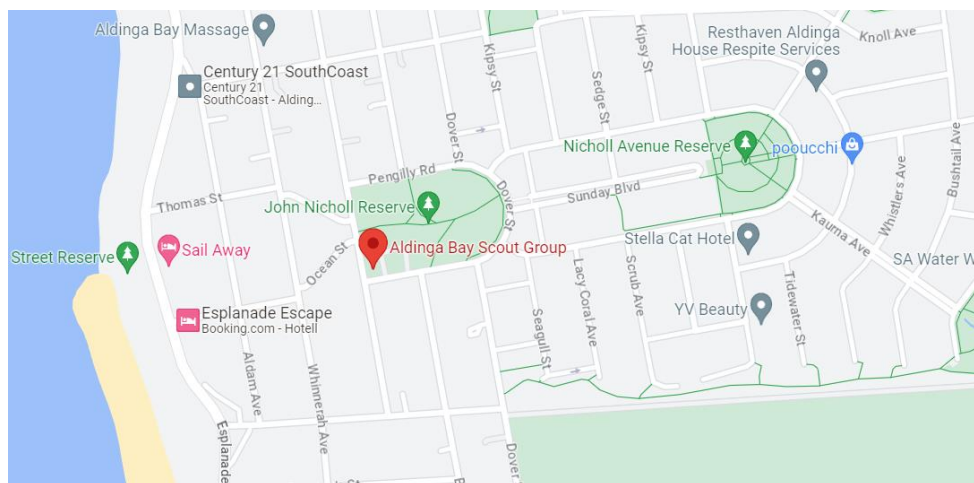 Aldinga Bay Massage
Kipsy St
Kipsy St
Resthaven Aldinga
House Respite Services
Knoll Ave
Century 21 SouthCoast
Century 21
SouthCoast - Alding...
Sedge St
Dover St
Nicholl Avenue Reserve
pooucchi
Bushtail Ave
Whistlers Ave
Pengilly Rd
Thomas St
John Nicholl Reserve
Dover St
Sunday Blvd
Kauma Ave
Street Reserve
Sail Away
Ocean St
Aldinga Bay Scout Group
Stella Cat Hotel
SA Water W
Esplanade Escape
Booking.com - Hotell
Seagull St
Lacy Coral Ave
Scrub Ave
YV Beauty
Tidewater St
Aldam Ave
Whinnerah Ave
Esplanade
Dover